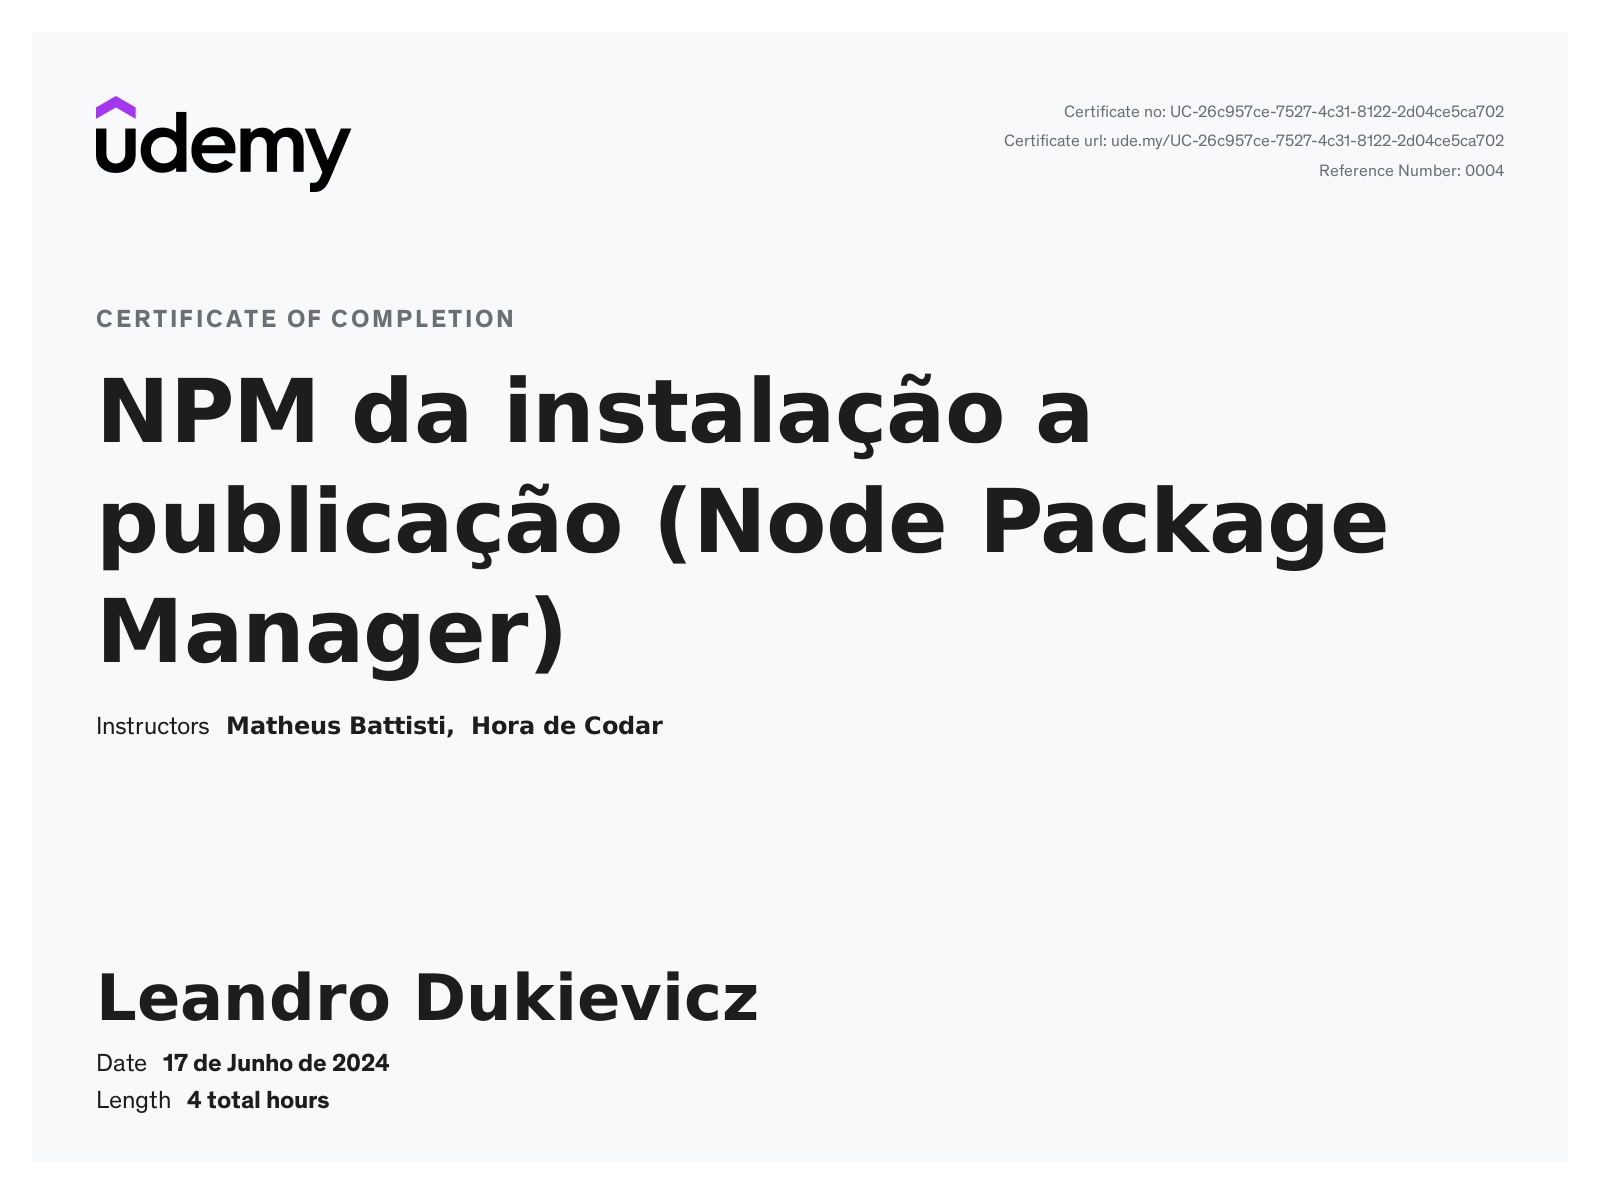 udemy
Certificate no: UC-26c957ce-7527-4c31-8122-2d04ce5ca702
Certificate url: ude.my/UC-26c957ce-7527-4c31-8122-2d04ce5ca702
Reference Number: 0004
CERTIFICATE OF COMPLETION
NPM da instalação a
publicação (Node Package
Manager)
Instructors Matheus Battisti, Hora de Codar
Leandro Dukievicz
Date 17 de Junho de 2024
Length 4 total hours